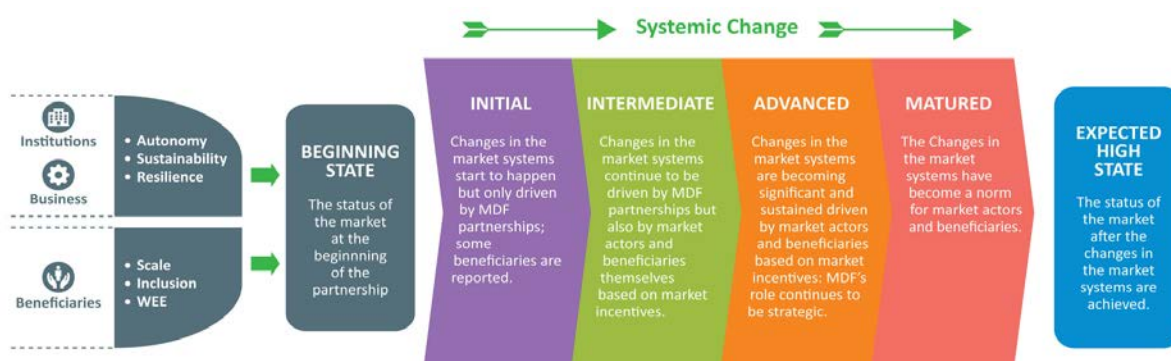 Systemic Change
Institutions
Business
• Autonomy
• Sustainability
• Resilience
Beneficiaries
• Scale
• Inclusion
• WEE
BEGINNING
STATE
The status of
the market
at the
beginnning
of the
partnership
INITIAL
Changes in the
market systems
start to happen
but only driven
by MDF
partnerships;
some
beneficiaries are
reported.
INTERMEDIATE
Changes in the
market systems
continue to be
driven by MDF
partnerships but
also by market
actors and
beneficiaries
themselves
based on market
incentives.
ADVANCED
Changes in the
market systems
are becoming
significant and
sustained driven
by market actors
and beneficiaries
based on market
incentives: MDF's
role continues to
be strategic.
MATURED
The Changes in
the market
systems have
become a norm
for market actors
and beneficiaries.
EXPECTED
HIGH
STATE
The status of
the market
after the
changes in
the market
systems are
achieved.